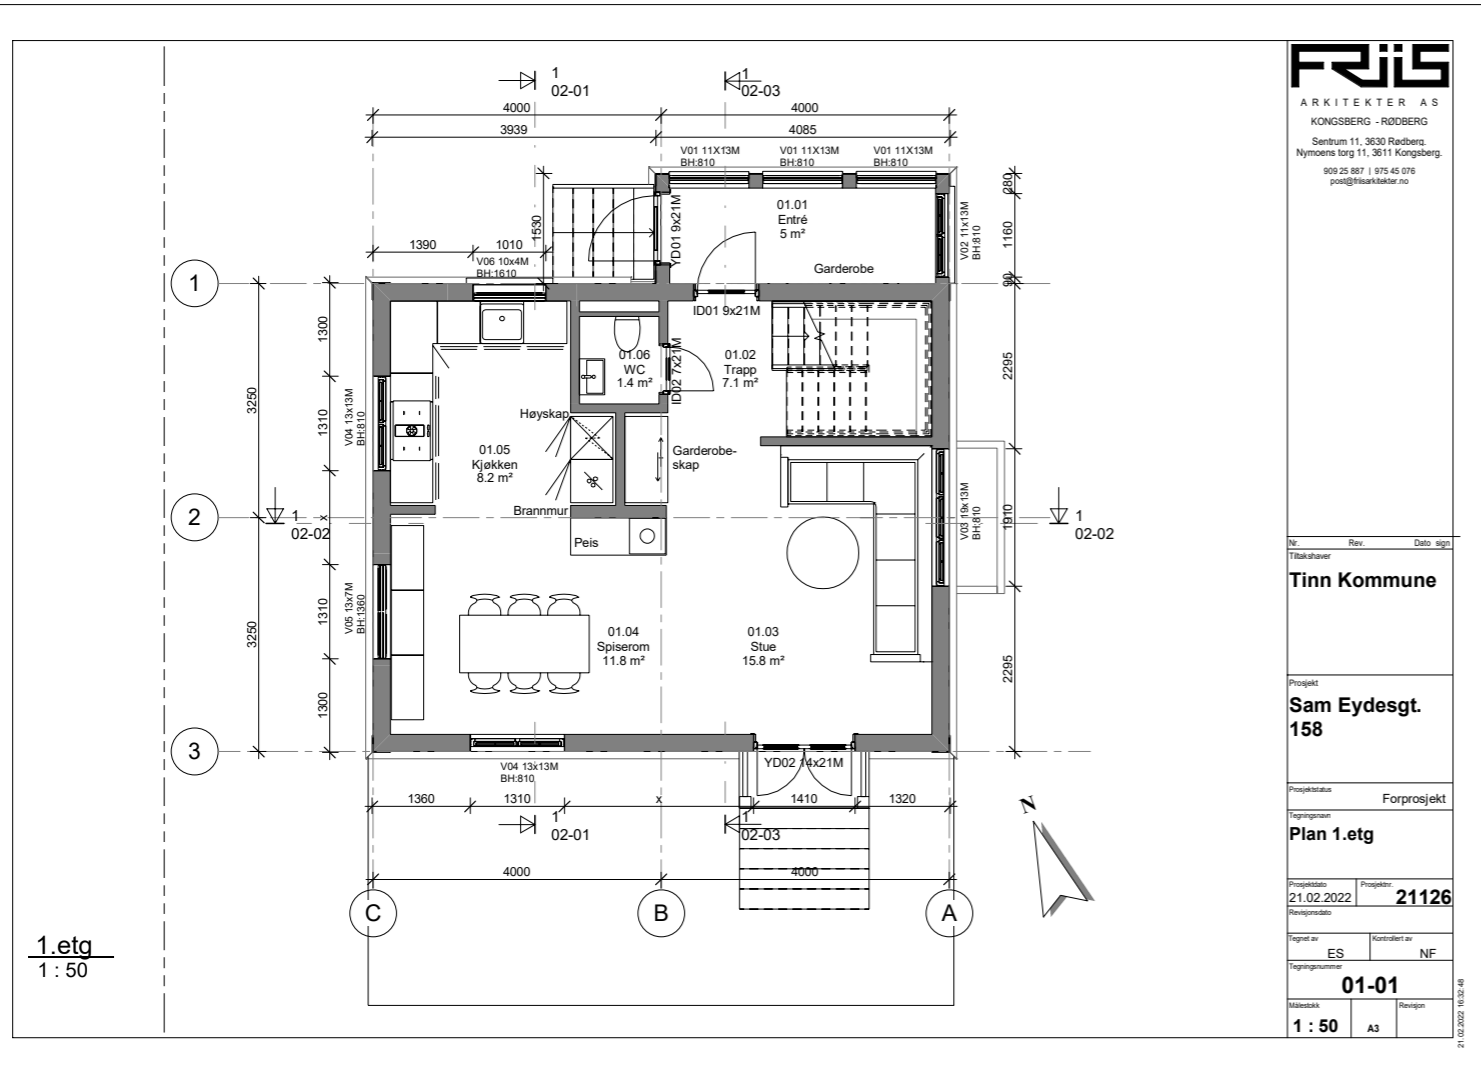 1
02-01
1
02-03
4000
4000
3939
4085
V01 11X13M
BH:810
V01 11X13M
BH:810
V01 11X13M
BH:810
280
1160
90
V02 11x13M
BH:810
01.01
Entré
5 m²
Garderobe
YD01 9x21M
1530
1390
1010
V06 10x4M
BH:1610
1
ID01 9x21M
1300
3250
1310
V04 13x13M
BH:810
01.06
WC
1.4 m²
ID02 7x21M
01.02
Trapp
7.1 m²
2295
Høyskap
01.05
Kjøkken
8.2 m²
Garderobe-
skap
Brannmur
2
1
02-02
x
Peis
V03 19x13M
BH:810
1910
1
02-02
1310
V05 13x7M
BH:1360
3250
01.04
Spiserom
11.8 m²
01.03
Stue
15.8 m²
2295
1300
3
V04 13x13M
BH:810
YD02 14x21M
1360
1310
x
1410
1320
1
02-01
1
02-03
N
4000
4000
C
B
A
1.etg
1 : 50
FRIIS
ARKITEKTER AS
KONGSBERG - RØDBERG
Sentrum 11, 3630 Rødberg.
Nymoens torg 11, 3611 Kongsberg.
909 25 887 | 975 45 076
post@friisarkitekter.no
Nr. Rev. Dato sign
Tiltakshaver
Tinn Kommune
Prosjekt
Sam Eydesgt.
158
Prosjektstatus
Forprosjekt
Tegningsnavn
Plan 1.etg
Prosjektdato
21.02.2022
Prosjektnr.
21126
Revisjonsdato
Tegnet av
ES
Kontrollert av
NF
Tegningsnummer
01-01
Målestokk
1 : 50
A3
Revisjon
21.02.2022 16:32:48